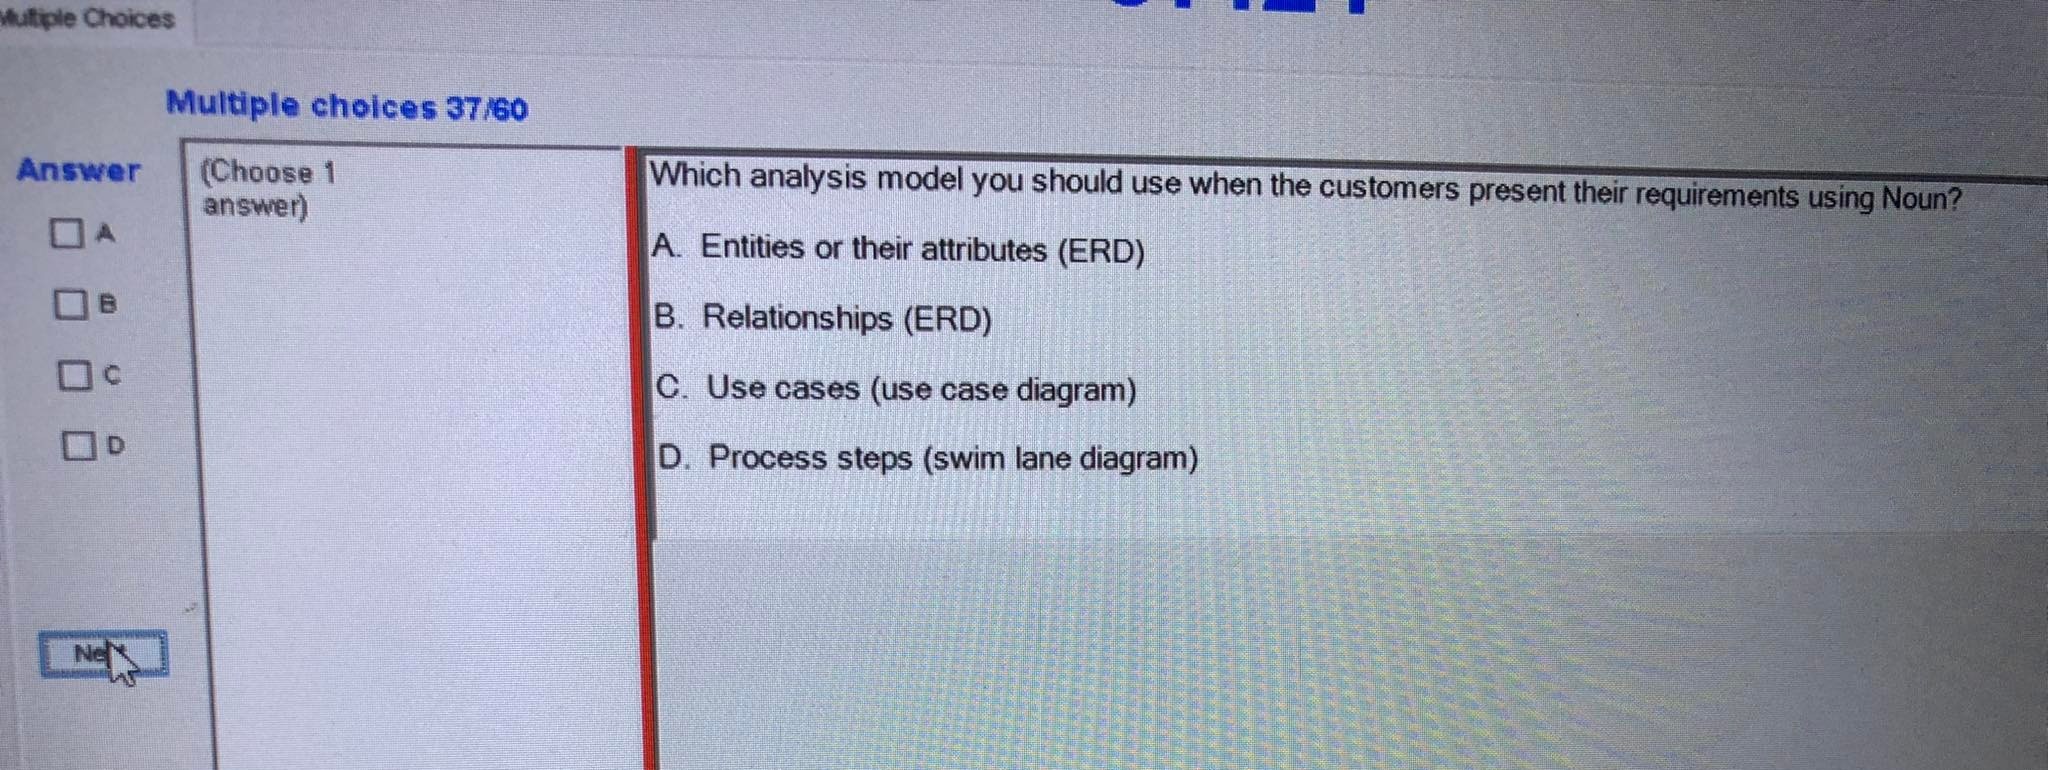 Multiple Choices
Multiple choices 37/60
Answer
(Choose 1
answer)
A
B
C
D
Which analysis model you should use when the customers present their requirements using Noun?
A. Entities or their attributes (ERD)
B. Relationships (ERD)
C. Use cases (use case diagram)
D. Process steps (swim lane diagram)